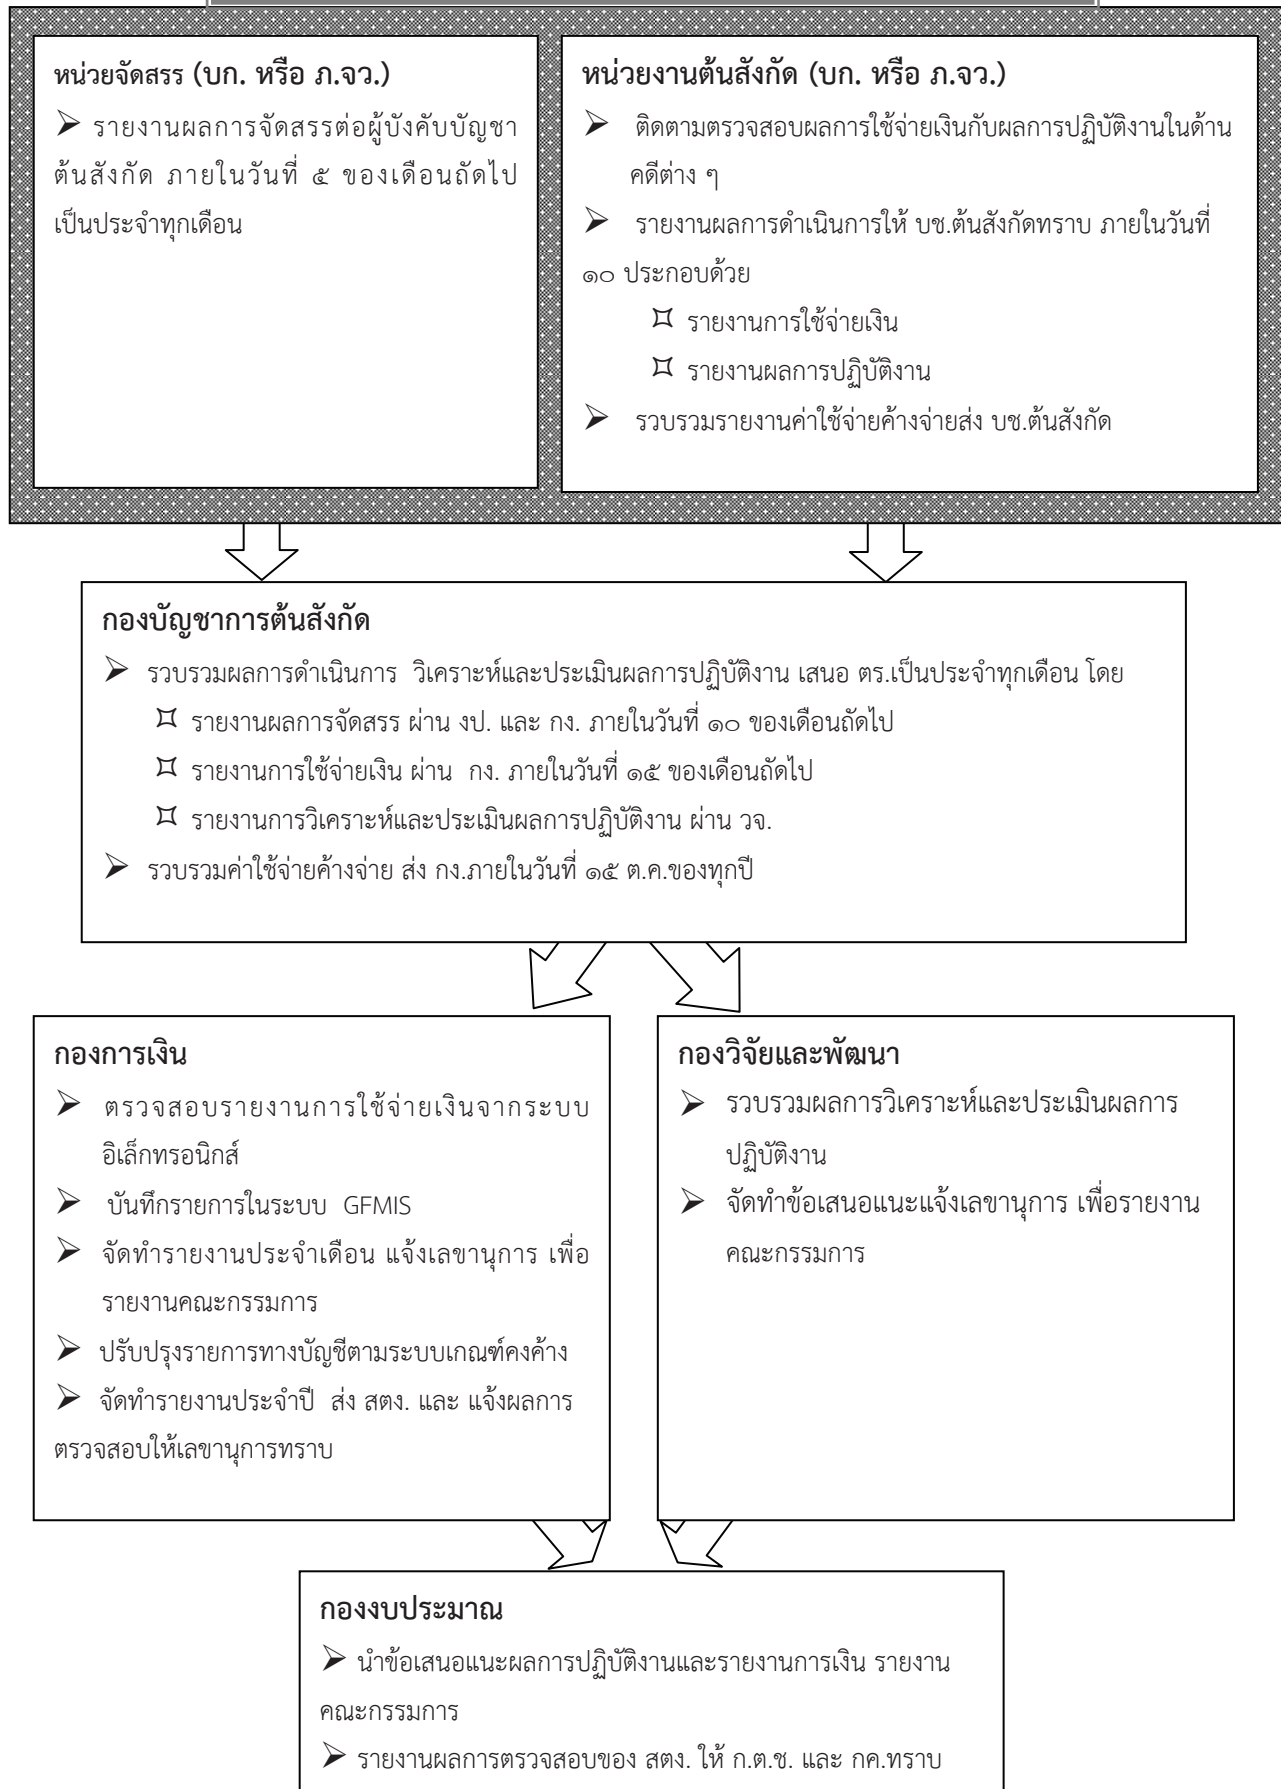 หน่วยจัดสรร (บก. หรือ ภ.จว.)
➢ รายงานผลการจัดสรรต่อผู้บังคับบัญชา
ต้นสังกัด ภายในวันที่ ๕ ของเดือนถัดไป
เป็นประจำทุกเดือน
หน่วยงานต้นสังกัด (บก. หรือ ภ.จว.)
➢ ติดตามตรวจสอบผลการใช้จ่ายเงินกับผลการปฏิบัติงานในด้าน
คดีต่าง ๆ
➢ รายงานผลการดำเนินการให้ บช.ต้นสังกัดทราบ ภายในวันที่
๑๐ ประกอบด้วย
¤ รายงานการใช้จ่ายเงิน
¤ รายงานผลการปฏิบัติงาน
➢ รวบรวมรายงานค่าใช้จ่ายค้างจ่ายส่ง บช.ต้นสังกัด
กองบัญชาการต้นสังกัด
➢ รวบรวมผลการดำเนินการ วิเคราะห์และประเมินผลการปฏิบัติงาน เสนอ ตร.เป็นประจำทุกเดือน โดย
¤ รายงานผลการจัดสรร ผ่าน งป. และ กง. ภายในวันที่ ๑๐ ของเดือนถัดไป
¤ รายงานการใช้จ่ายเงิน ผ่าน กง. ภายในวันที่ ๑๕ ของเดือนถัดไป
¤ รายงานการวิเคราะห์และประเมินผลการปฏิบัติงาน ผ่าน วจ.
➢ รวบรวมค่าใช้จ่ายค้างจ่าย ส่ง กง.ภายในวันที่ ๑๕ ต.ค.ของทุกปี
กองการเงิน
➢ ตรวจสอบรายงานการใช้จ่ายเงินจากระบบ
อิเล็กทรอนิกส์
➢ บันทึกรายการในระบบ GFMIS
➢ จัดทำรายงานประจำเดือน แจ้งเลขานุการ เพื่อ
รายงานคณะกรรมการ
➢ ปรับปรุงรายการทางบัญชีตามระบบเกณฑ์คงค้าง
➢ จัดทำรายงานประจำปี ส่ง สตง. และ แจ้งผลการ
ตรวจสอบให้เลขานุการทราบ
กองวิจัยและพัฒนา
➢ รวบรวมผลการวิเคราะห์และประเมินผลการ
ปฏิบัติงาน
➢ จัดทำข้อเสนอแนะแจ้งเลขานุการ เพื่อรายงาน
คณะกรรมการ
กองงบประมาณ
➢ นำข้อเสนอแนะผลการปฏิบัติงานและรายงานการเงิน รายงาน
คณะกรรมการ
➢ รายงานผลการตรวจสอบของ สตง. ให้ ก.ต.ช. และ กค.ทราบ